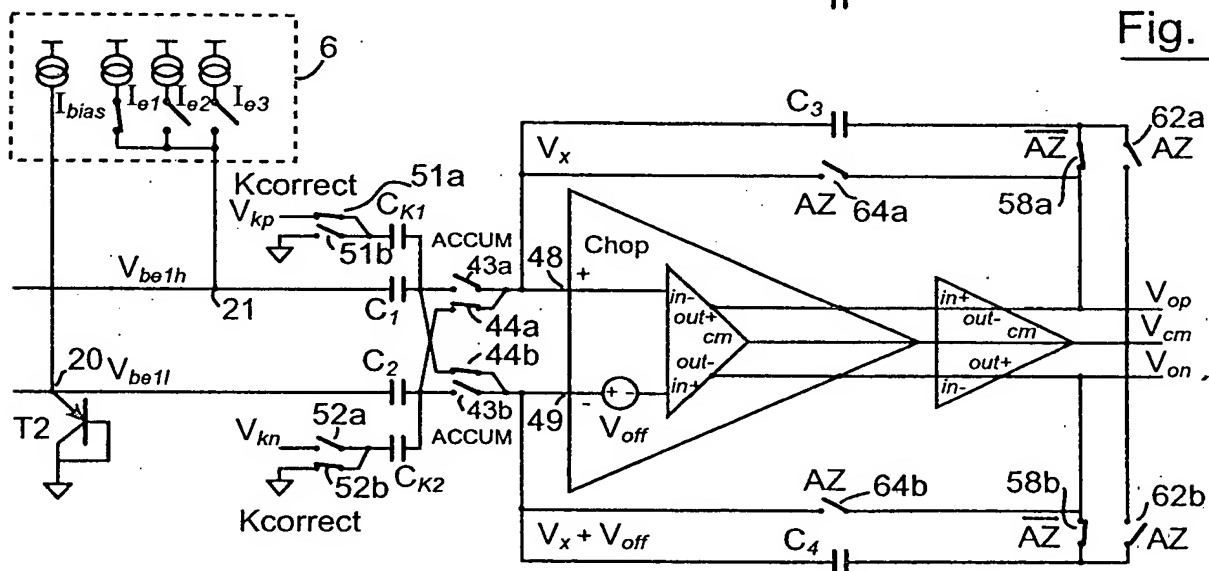 Fig.
6
I_bias I_e1 I_e2 I_e3
C_3
62a
V_x
A̅Z̅
AZ
Kcorrect 51a
AZ 64a
58a
V_kp
C_K1
51b
ACCUM
43a
48
Chop
+
V_be1h
21
C_1
44a
in-
out+
cm
in+
out-
cm
V_op
V_cm
44b
out-
in+
out+
in-
V_on
20
V_be1l
C_2
43b
49
-
+ -
V_off
T2
52a
V_kn
ACCUM
52b
C_K2
Kcorrect
AZ 64b
58b
62b
V_x + V_off
C_4
A̅Z̅
AZ